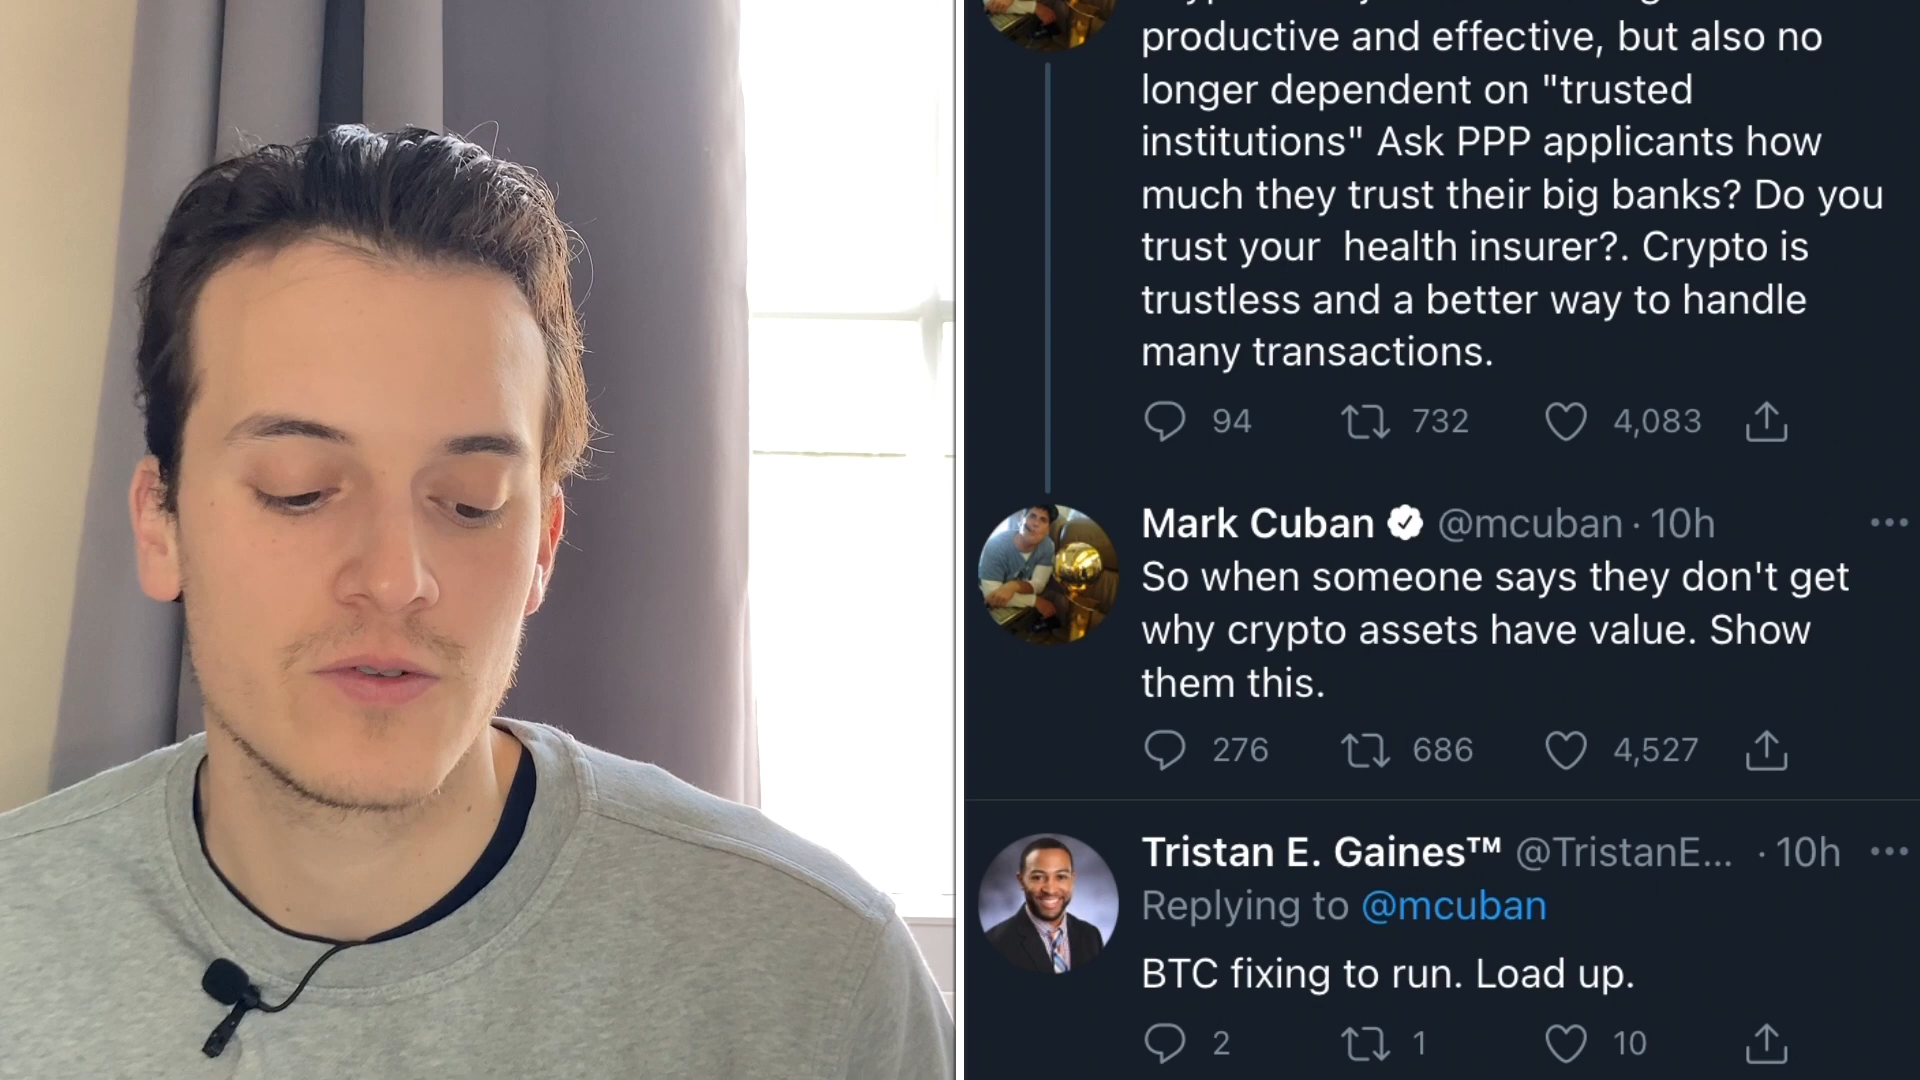 productive and effective, but also no
longer dependent on "trusted
institutions" Ask PPP applicants how
much they trust their big banks? Do you
trust your  health insurer?. Crypto is
trustless and a better way to handle
many transactions.
94 732 4,083
Mark Cuban @mcuban · 10h
So when someone says they don't get
why crypto assets have value. Show
them this.
276 686 4,527
Tristan E. Gaines™ @TristanE... · 10h
Replying to @mcuban
BTC fixing to run. Load up.
2 1 10